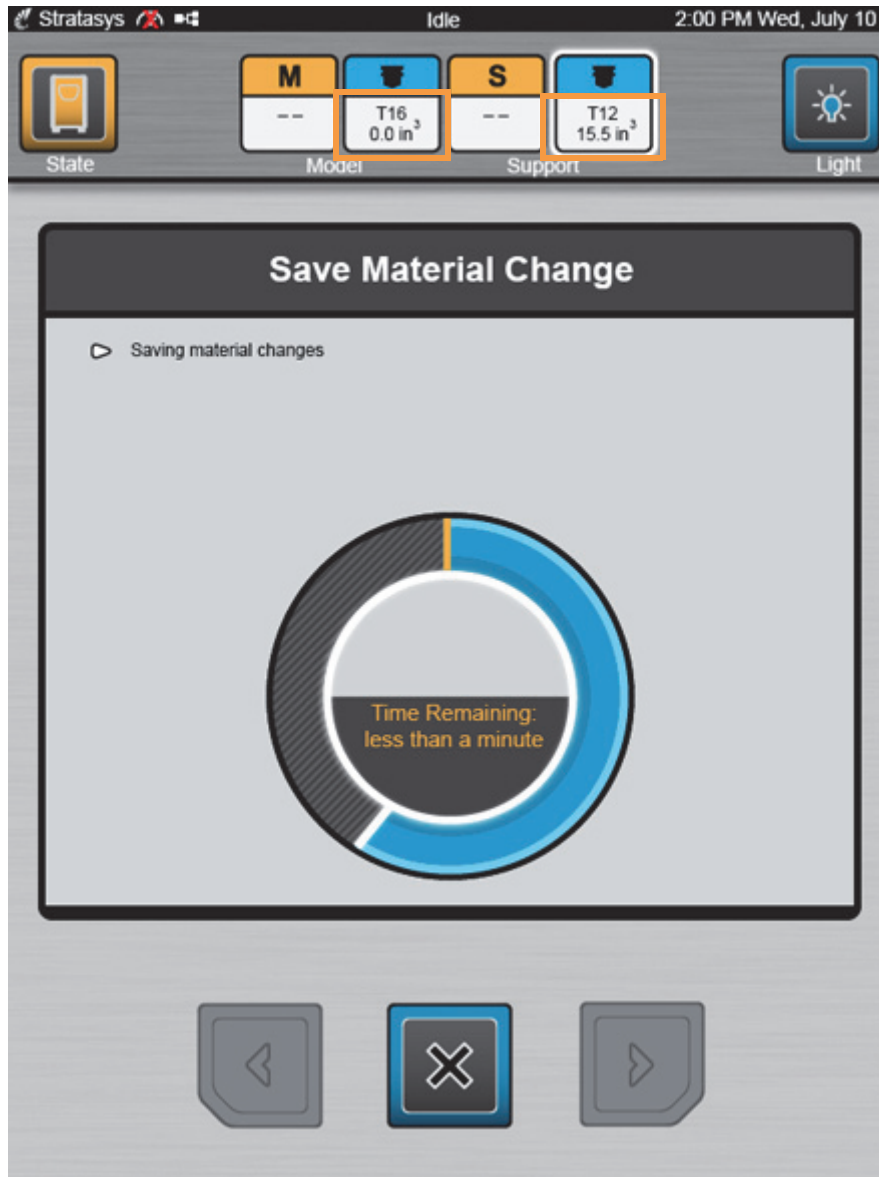 Stratasys
Idle
2:00 PM Wed, July 10
M
S
--
T16
0.0 in³
--
T12
15.5 in³
State
Model
Support
Light
Save Material Change
Saving material changes
Time Remaining:
less than a minute